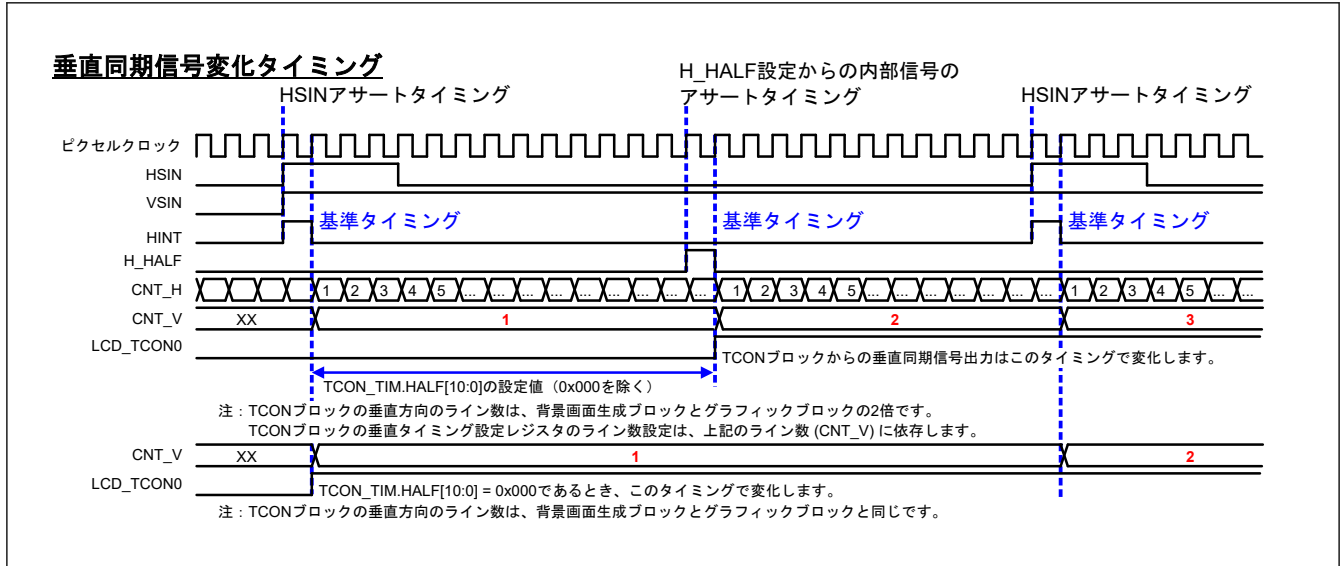 垂直同期信号変化タイミング
H_HALF設定からの内部信号の
アサートタイミング
HSINアサートタイミング
HSINアサートタイミング
ピクセルクロック
HSIN
VSIN
基準タイミング 基準タイミング 基準タイミング
HINT
H_HALF
CNT_H 1 2 3 4 5 ... ... ... ... ... ... ... ... ... 1 2 3 4 5 ... ... ... ... ... ... ... 1 2 3 4 5 ... ...
CNT_V XX 1 2 3
LCD_TCON0
TCONブロックからの垂直同期信号出力はこのタイミングで変化します。
TCON_TIM.HALF[10:0]の設定値（0x000を除く）
注：TCONブロックの垂直方向のライン数は、背景画面生成ブロックとグラフィックブロックの2倍です。
TCONブロックの垂直タイミング設定レジスタのライン数設定は、上記のライン数 (CNT_V) に依存します。
CNT_V XX 1 2
LCD_TCON0
TCON_TIM.HALF[10:0] = 0x000であるとき、このタイミングで変化します。
注：TCONブロックの垂直方向のライン数は、背景画面生成ブロックとグラフィックブロックと同じです。